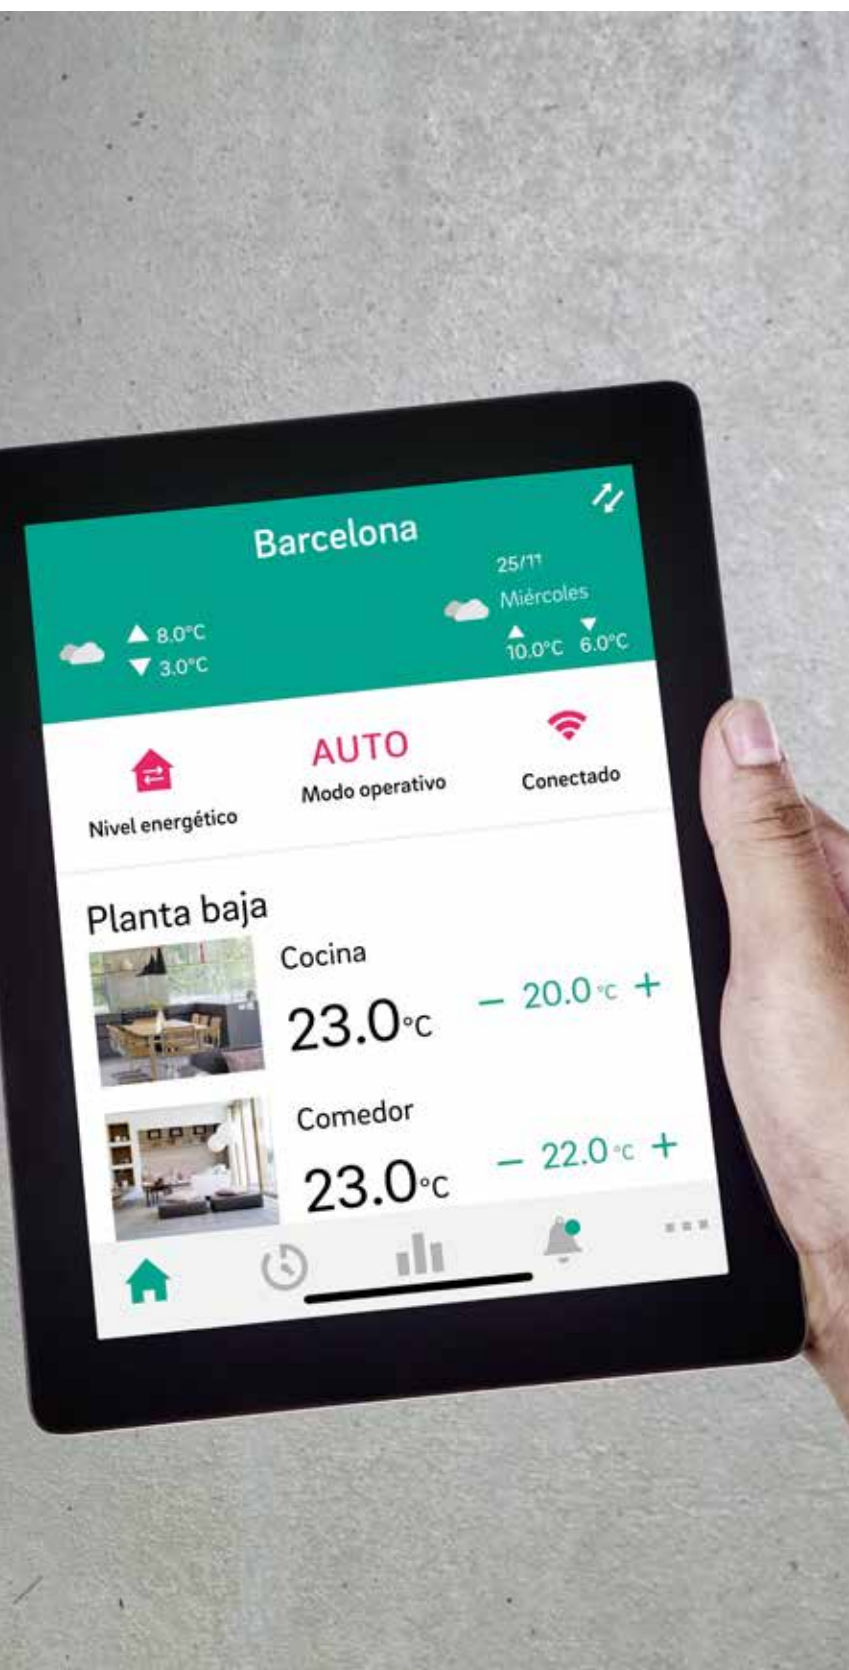 Barcelona
25/11
Miércoles
8.0°C
3.0°C
10.0°C 6.0°C
AUTO
Nivel energético
Modo operativo
Conectado
Planta baja
Cocina
23.0°C
− 20.0°C +
Comedor
23.0°C
− 22.0°C +